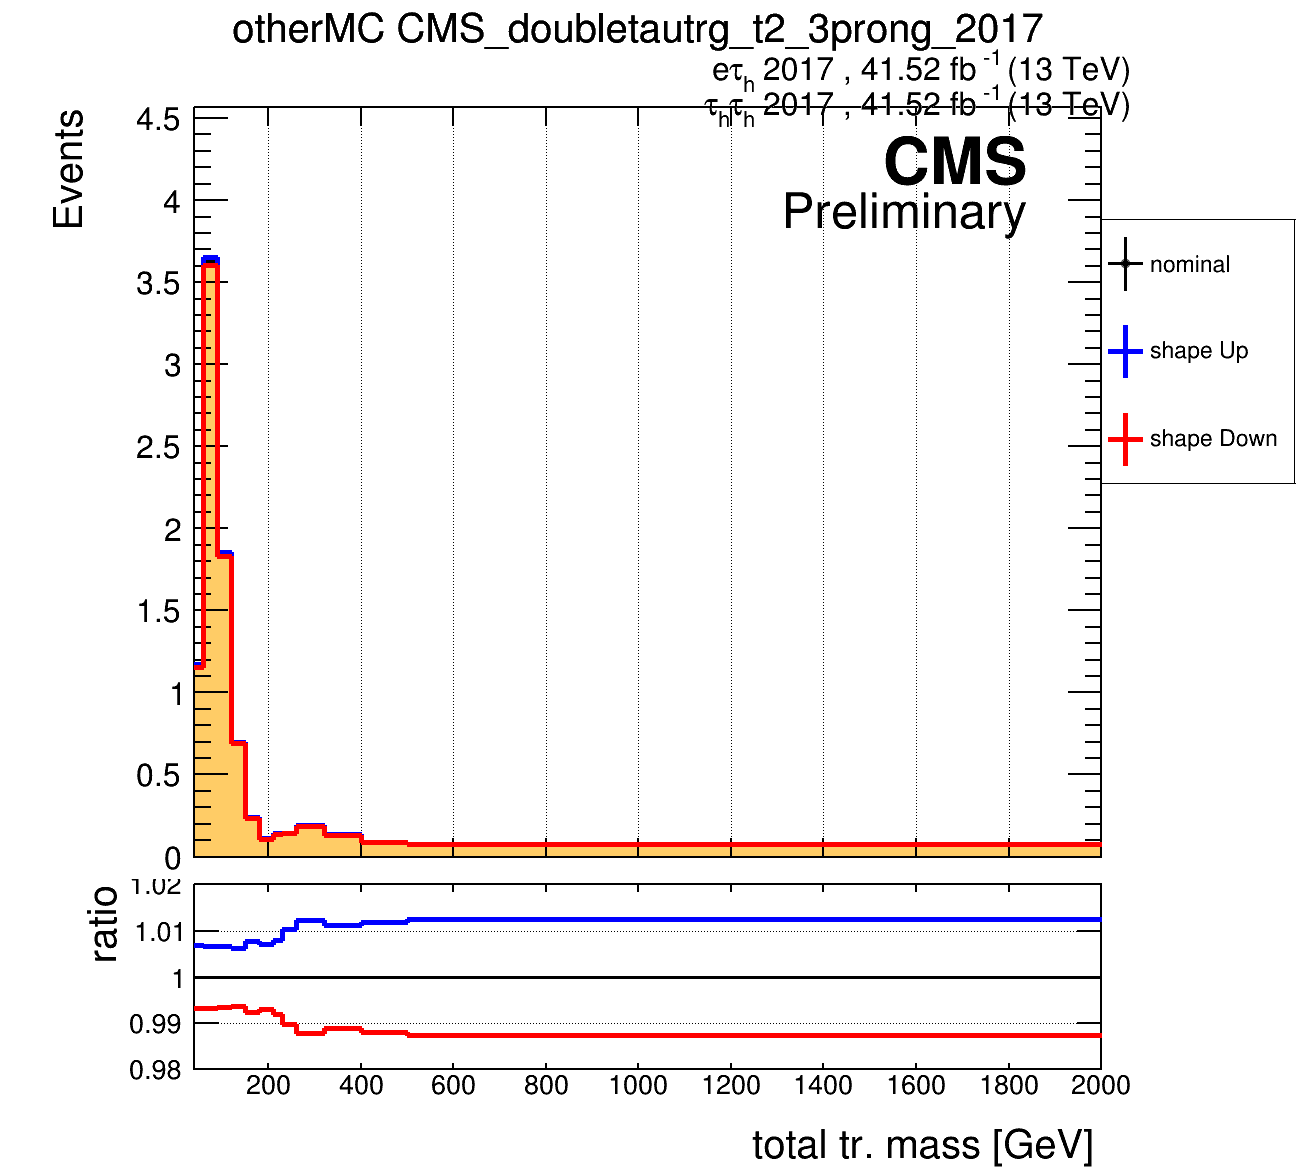 otherMC CMS_doubletautrg_t2_3prong_2017
eτh 2017 , 41.52 fb -1 (13 TeV)
τhτh 2017 , 41.52 fb -1 (13 TeV)
CMS
Preliminary
Events
4.5
4
3.5
3
2.5
2
1.5
1
0.5
0
nominal
shape Up
shape Down
ratio
1.02
1.01
1
0.99
0.98
200 400 600 800 1000 1200 1400 1600 1800 2000
total tr. mass [GeV]